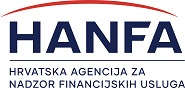 HANFA
HRVATSKA AGENCIJA ZA
NADZOR FINANCIJSKIH USLUGA